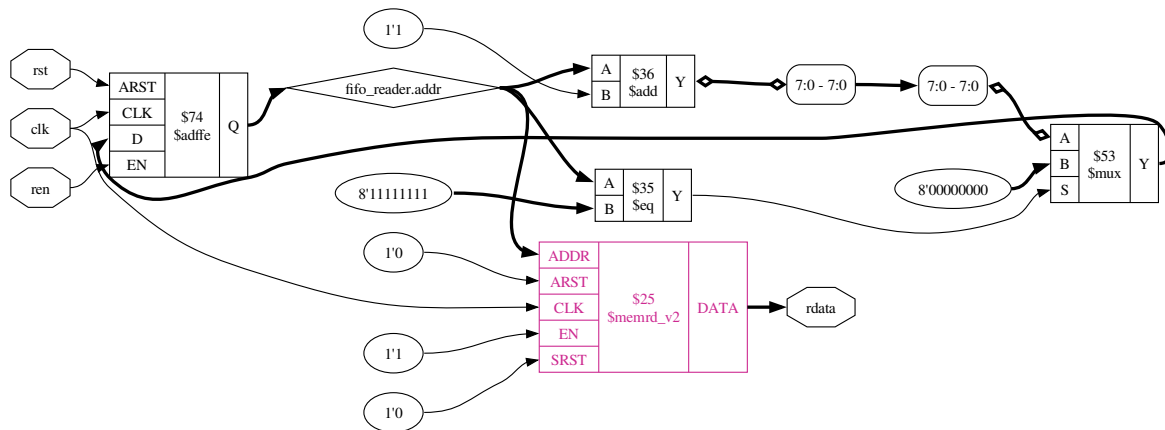 rst
clk
ren
ARST
CLK
D
EN
$74
$adffe
Q
fifo_reader.addr
1'1
A
B
$36
$add
Y
7:0 - 7:0
7:0 - 7:0
8'11111111
A
B
$35
$eq
Y
8'00000000
A
B
S
$53
$mux
Y
1'0
1'1
1'0
ADDR
ARST
CLK
EN
SRST
$25
$memrd_v2
DATA
rdata